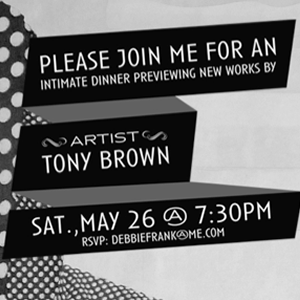 PLEASE JOIN ME FOR AN
INTIMATE DINNER PREVIEWING NEW WORKS BY
ARTIST
TONY BROWN
SAT.,MAY 26 @ 7:30PM
RSVP: DEBBIEFRANK@ME.COM